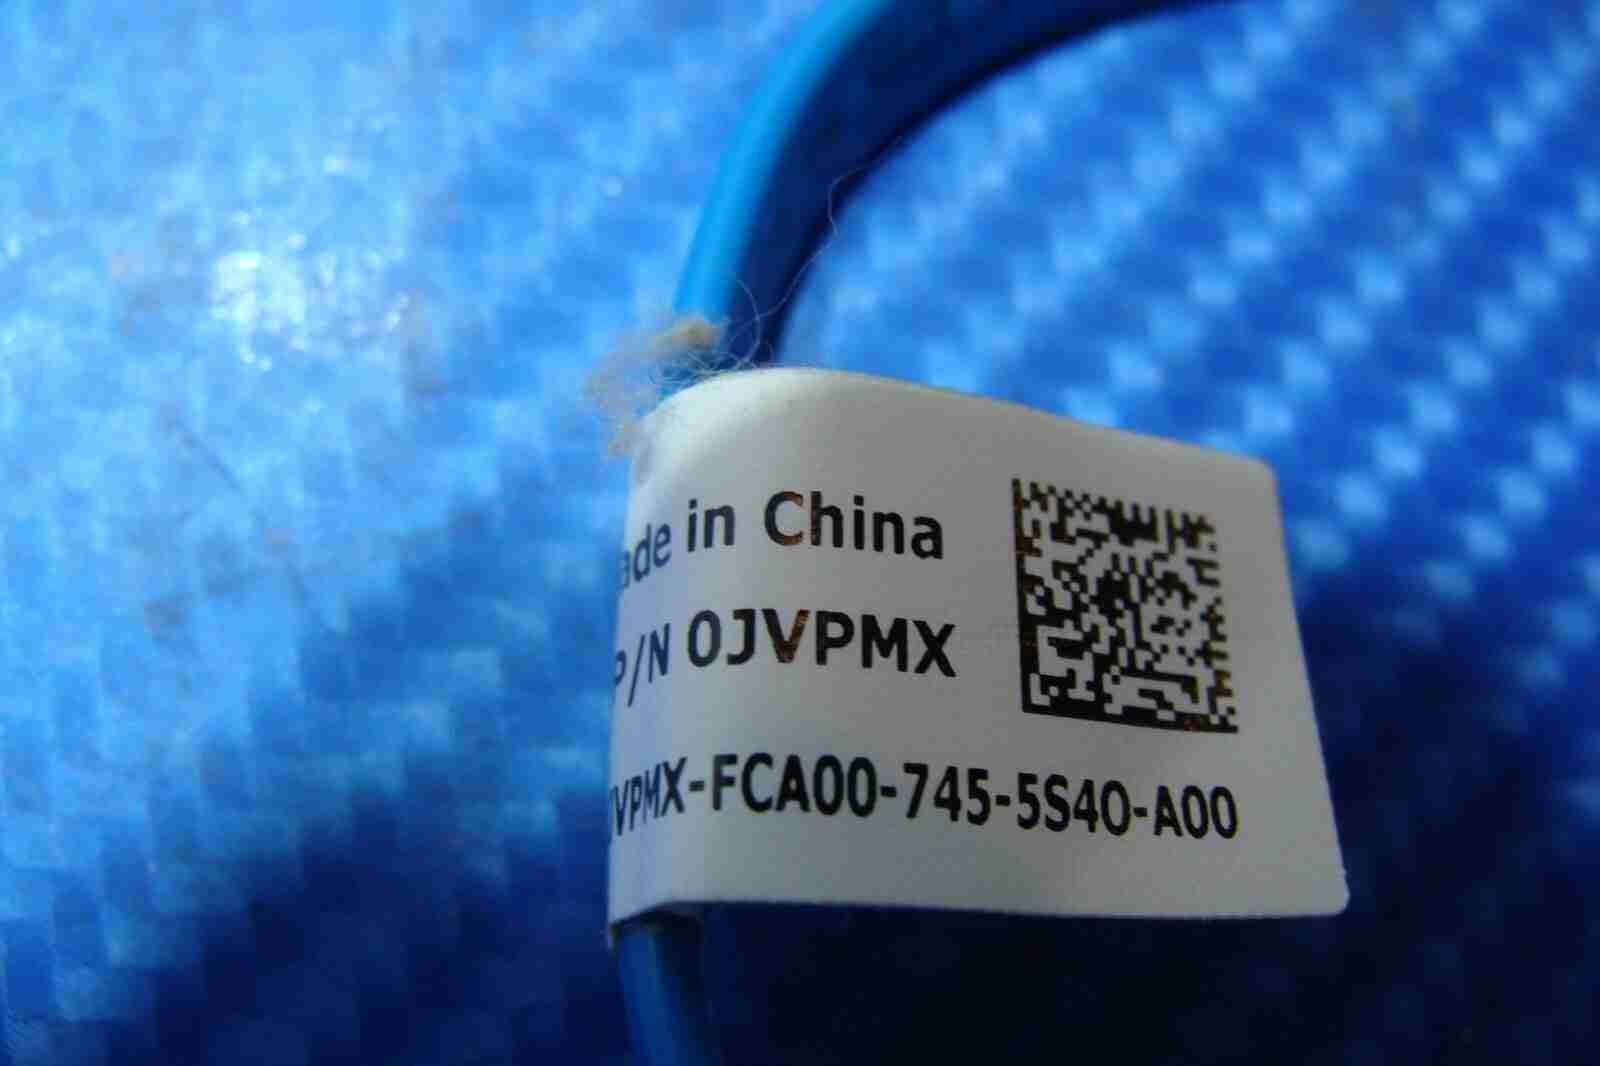 ade in China
P/N 0JVPMX
VPMX-FCA00-745-5S40-A00